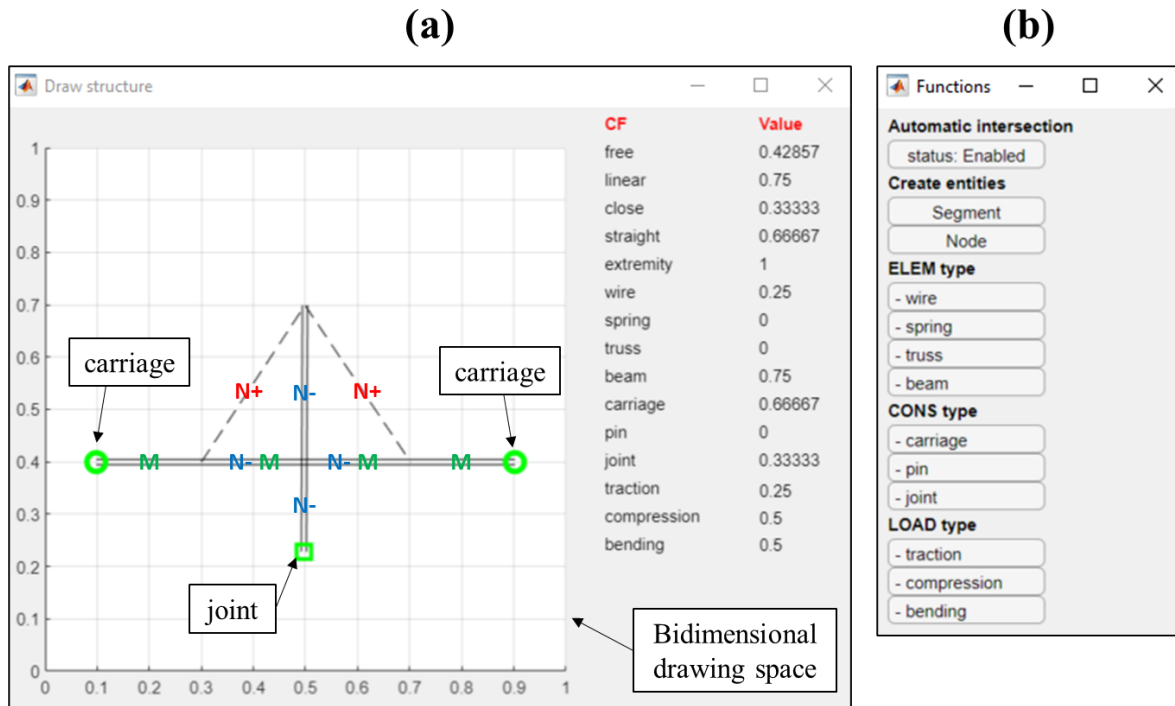 (a)
(b)
Draw structure
CF Value
free 0.42857
linear 0.75
close 0.33333
straight 0.66667
extremity 1
wire 0.25
spring 0
truss 0
beam 0.75
carriage 0.66667
pin 0
joint 0.33333
traction 0.25
compression 0.5
bending 0.5
1
0.9
0.8
0.7
0.6
0.5
0.4
0.3
0.2
0.1
0
0 0.1 0.2 0.3 0.4 0.5 0.6 0.7 0.8 0.9 1
carriage
carriage
N+ N- N+
M N- M N- M M
N-
joint
Bidimensional
drawing space
Functions
Automatic intersection
status: Enabled
Create entities
Segment
Node
ELEM type
- wire
- spring
- truss
- beam
CONS type
- carriage
- pin
- joint
LOAD type
- traction
- compression
- bending